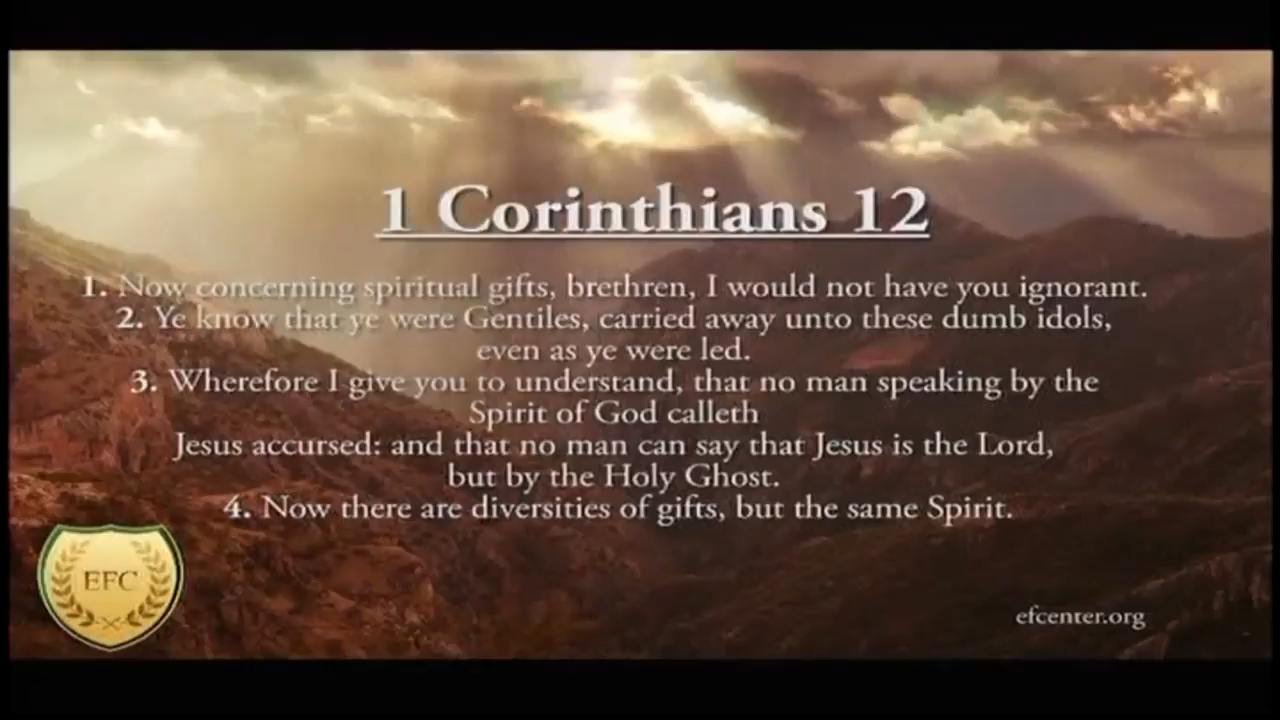 1 Corinthians 12
1. Now concerning spiritual gifts, brethren, I would not have you ignorant.
2. Ye know that ye were Gentiles, carried away unto these dumb idols,
even as ye were led.
3. Wherefore I give you to understand, that no man speaking by the
Spirit of God calleth
Jesus accursed: and that no man can say that Jesus is the Lord,
but by the Holy Ghost.
4. Now there are diversities of gifts, but the same Spirit.
EFC
efcenter.org